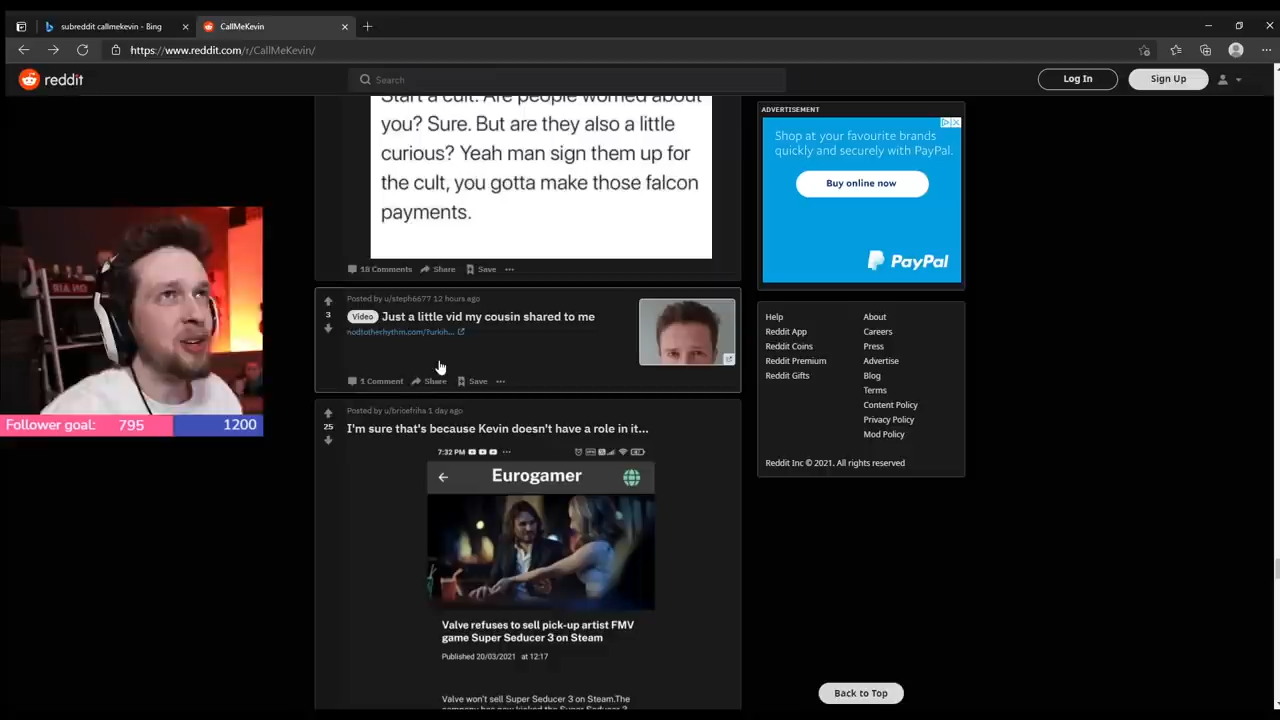 subreddit callmekevin - Bing
CallMeKevin
https://www.reddit.com/r/CallMeKevin/
reddit
Search
Log In
Sign Up
Start a cult. Are people worried about
you? Sure. But are they also a little
curious? Yeah man sign them up for
the cult, you gotta make those falcon
payments.
18 Comments
Share
Save
Posted by u/steph6677 12 hours ago
3
Video
Just a little vid my cousin shared to me
nodtotherhythm.com/?urkih...
1 Comment
Share
Save
Posted by u/bricefriha 1 day ago
25
I'm sure that's because Kevin doesn't have a role in it...
7:32 PM
Eurogamer
Valve refuses to sell pick-up artist FMV
game Super Seducer 3 on Steam
Published 20/03/2021 at 12:17
Valve won't sell Super Seducer 3 on Steam.The
ADVERTISEMENT
Shop at your favourite brands
quickly and securely with PayPal.
Buy online now
PayPal
Help
About
Reddit App
Careers
Reddit Coins
Press
Reddit Premium
Advertise
Reddit Gifts
Blog
Terms
Content Policy
Privacy Policy
Mod Policy
Reddit Inc © 2021. All rights reserved
Back to Top
Follower goal: 795 1200